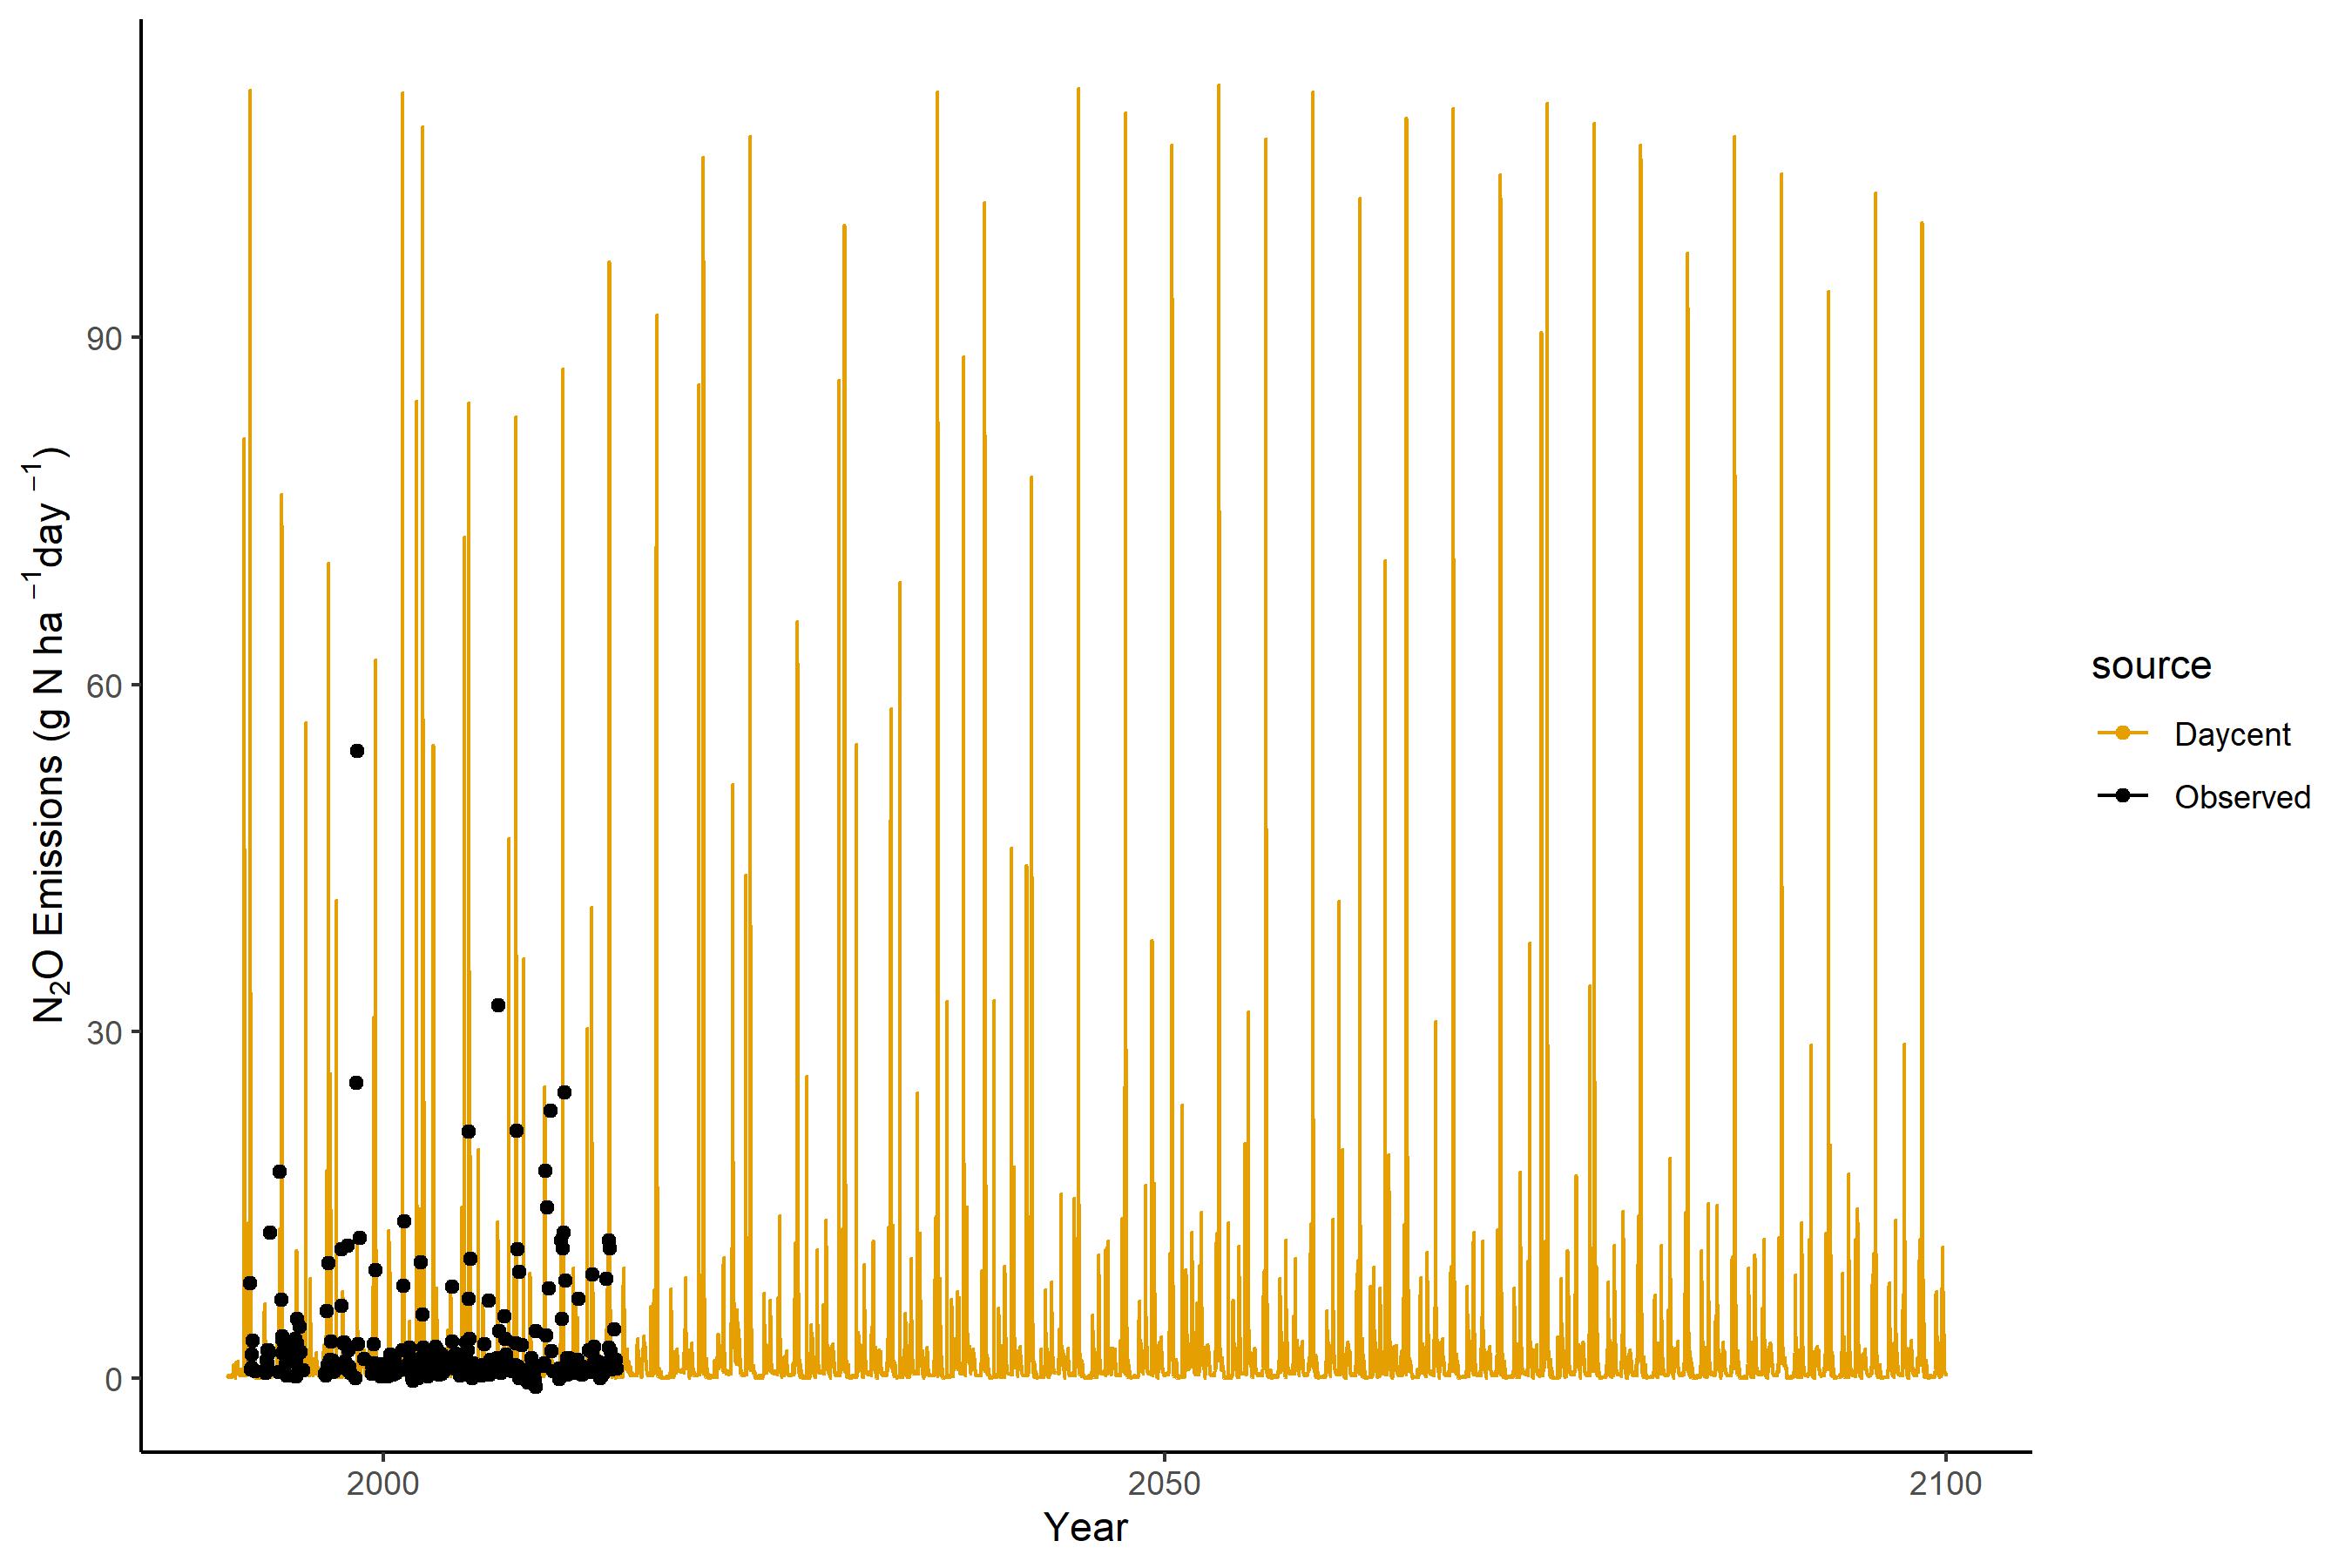 N₂O Emissions (g N ha ⁻¹day ⁻¹)
90
60
30
0
2000
2050
2100
Year
source
Daycent
Observed